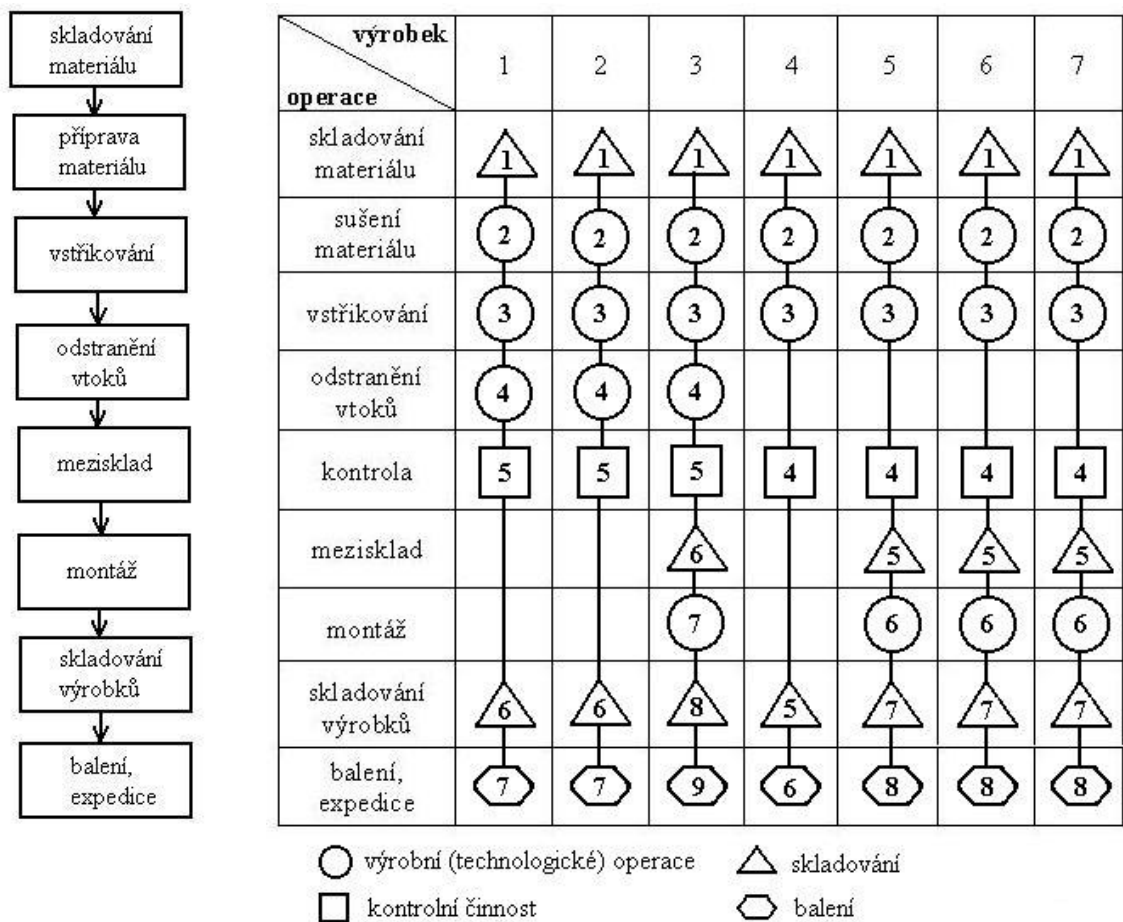 skladování
materiálu
příprava
materiálu
vstřikování
odstranění
vtoků
mezisklad
montáž
skladování
výrobků
balení,
expedice
výrobek
operace
1 2 3 4 5 6 7
skladování
materiálu
1 1 1 1 1 1 1
sušení
materiálu
2 2 2 2 2 2 2
vstřikování
3 3 3 3 3 3 3
odstranění
vtoků
4 4 4
kontrola
5 5 5 4 4 4 4
mezisklad
6 5 5 5
montáž
7 6 6 6
skladování
výrobků
6 6 8 5 7 7 7
balení,
expedice
7 7 9 6 8 8 8
výrobní (technologické) operace
skladování
kontrolní činnost
balení